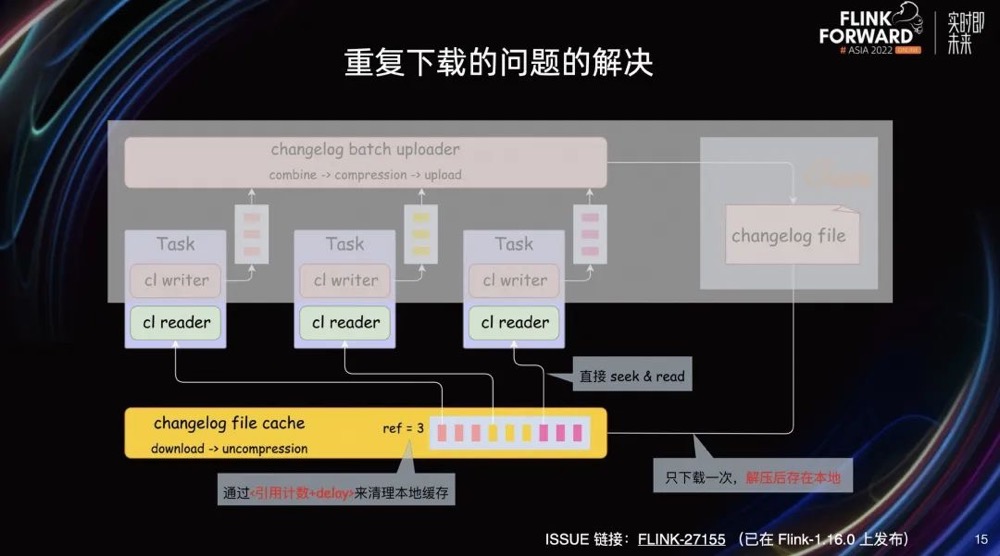 FLINK
FORWARD
# ASIA 2022
实时即
未来
重复下载的问题的解决
changelog batch uploader
combine -> compression -> upload
Task
Task
Task
cl writer
cl writer
cl writer
changelog file
cl reader
cl reader
cl reader
直接 seek & read
changelog file cache
download -> uncompression
ref = 3
通过<引用计数+delay>来清理本地缓存
只下载一次，解压后存在本地
ISSUE 链接：FLINK-27155 （已在 Flink-1.16.0 上发布）
15